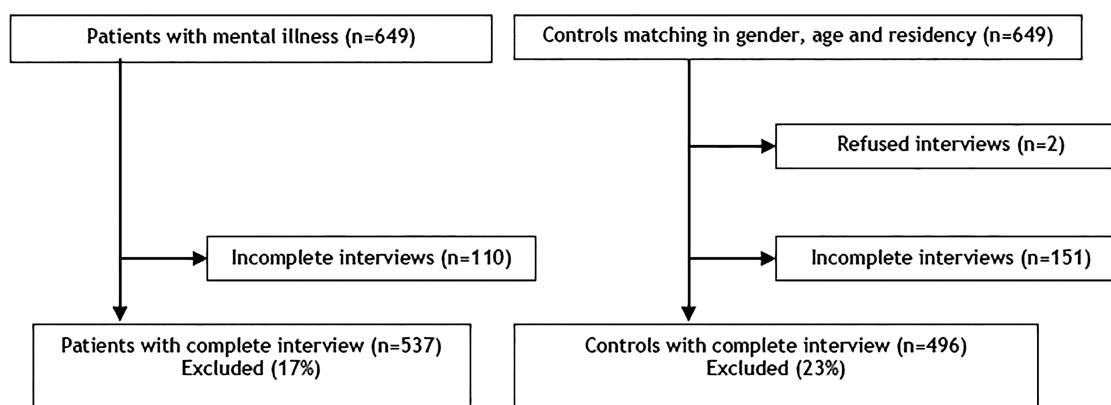 Patients with mental illness (n=649)
Controls matching in gender, age and residency (n=649)
Refused interviews (n=2)
Incomplete interviews (n=110)
Incomplete interviews (n=151)
Patients with complete interview (n=537)
Excluded (17%)
Controls with complete interview (n=496)
Excluded (23%)